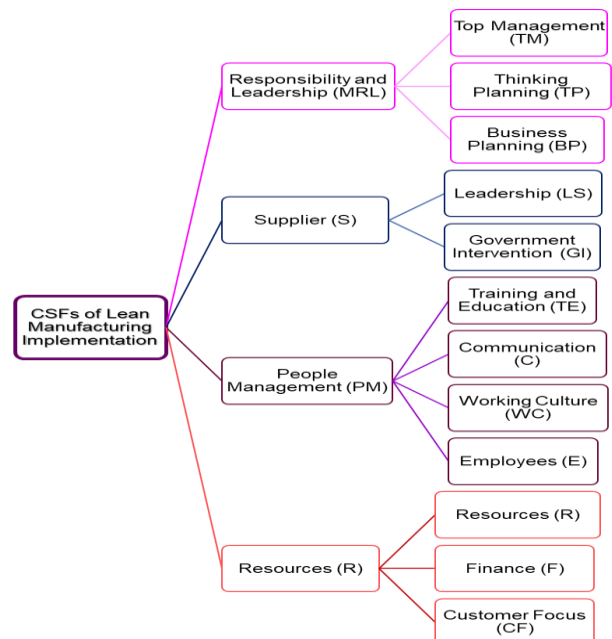 CSFs of Lean
Manufacturing
Implementation
Responsibility and
Leadership (MRL)
Top Management
(TM)
Thinking
Planning (TP)
Business
Planning (BP)
Supplier (S)
Leadership (LS)
Government
Intervention (GI)
People
Management (PM)
Training and
Education (TE)
Communication
(C)
Working Culture
(WC)
Employees (E)
Resources (R)
Resources (R)
Finance (F)
Customer Focus
(CF)